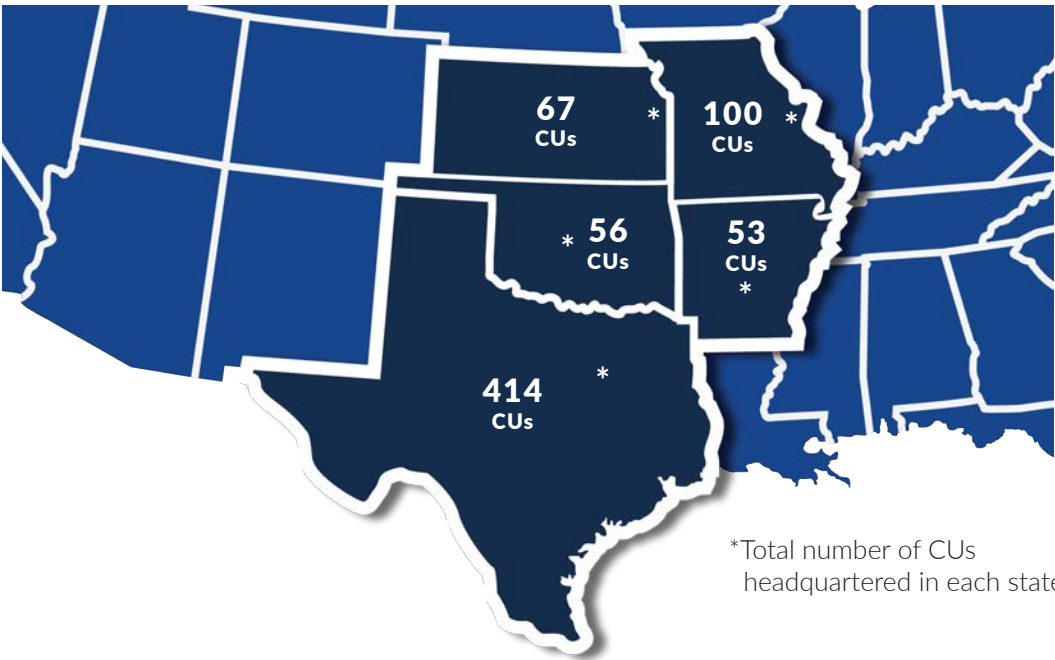 67
CUs
*
100
CUs
*
* 56
CUs
53
CUs
*
414
CUs
*
*Total number of CUs
headquartered in each state